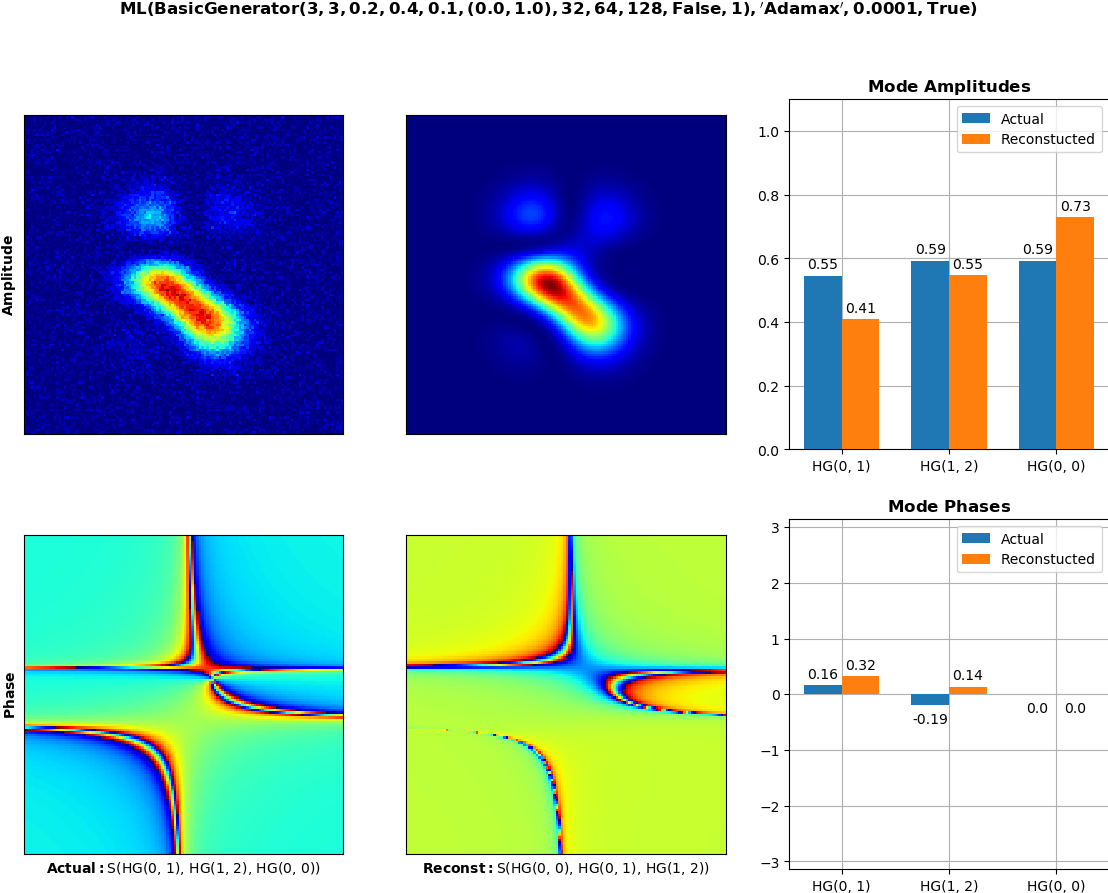 ML(BasicGenerator(3, 3, 0.2, 0.4, 0.1, (0.0, 1.0), 32, 64, 128, False, 1), 'Adamax', 0.0001, True)
Amplitude
Mode Amplitudes
Actual
Reconstucted
1.0
0.8
0.6
0.4
0.2
0.0
0.55
0.41
0.59
0.55
0.59
0.73
HG(0, 1)
HG(1, 2)
HG(0, 0)
Phase
Actual: S(HG(0, 1), HG(1, 2), HG(0, 0))
Reconst: S(HG(0, 0), HG(0, 1), HG(1, 2))
Mode Phases
Actual
Reconstucted
3
2
1
0
−1
−2
−3
0.16
0.32
-0.19
0.14
0.0
0.0
HG(0, 1)
HG(1, 2)
HG(0, 0)